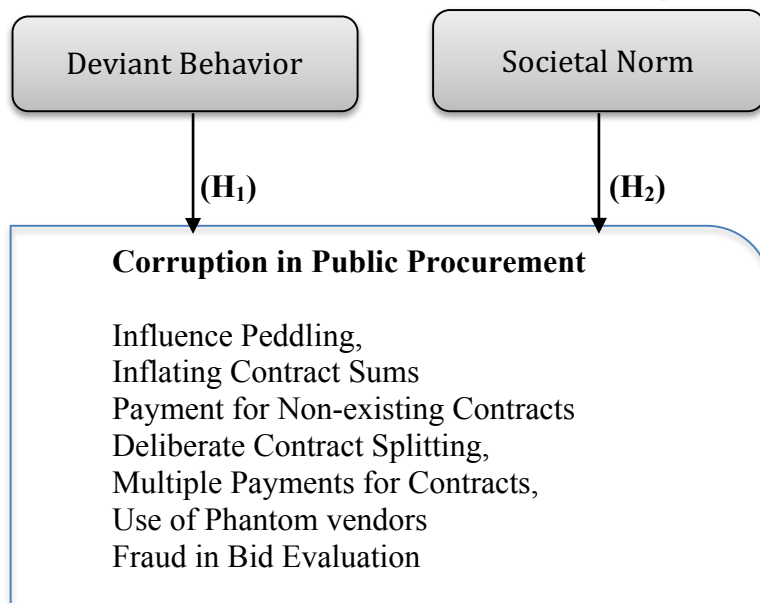 Deviant Behavior
Societal Norm
(H₁)
(H₂)
Corruption in Public Procurement
Influence Peddling,
Inflating Contract Sums
Payment for Non-existing Contracts
Deliberate Contract Splitting,
Multiple Payments for Contracts,
Use of Phantom vendors
Fraud in Bid Evaluation